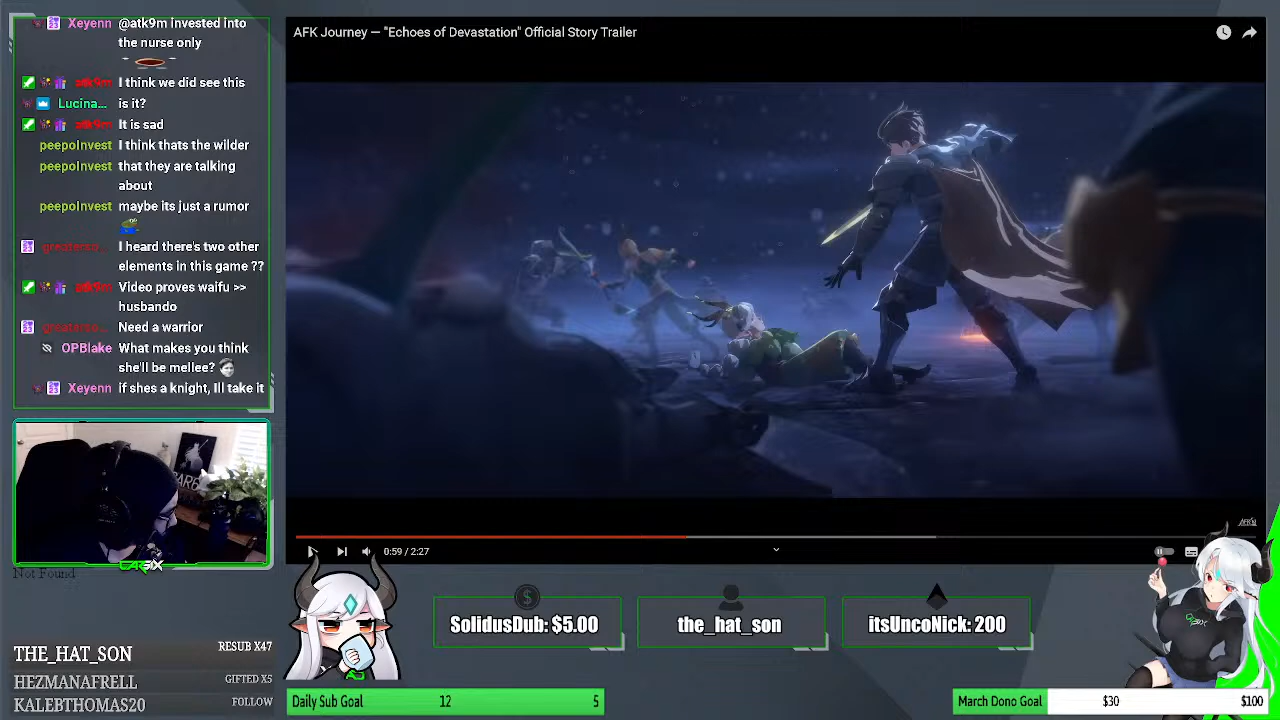 Xeyenn @atk9m invested into
the nurse only
atk9m I think we did see this
Lucina... is it?
atk9m It is sad
peepoInvest I think thats the wilder
peepoInvest that they are talking
about
peepoInvest maybe its just a rumor
greaterso... I heard there's two other
elements in this game ??
atk9m Video proves waifu >>
husbando
greaterso... Need a warrior
OPBlake What makes you think
she'll be mellee?
Xeyenn if shes a knight, Ill take it
AFK Journey — "Echoes of Devastation" Official Story Trailer
0:59 / 2:27
CAR6IX
Not Found
THE_HAT_SON RESUB X47
HEZMANAFRELL GIFTED X5
KALEBTHOMAS20 FOLLOW
SolidusDub: $5.00
the_hat_son
itsUncoNick: 200
Daily Sub Goal 12 5
March Dono Goal $30 $100